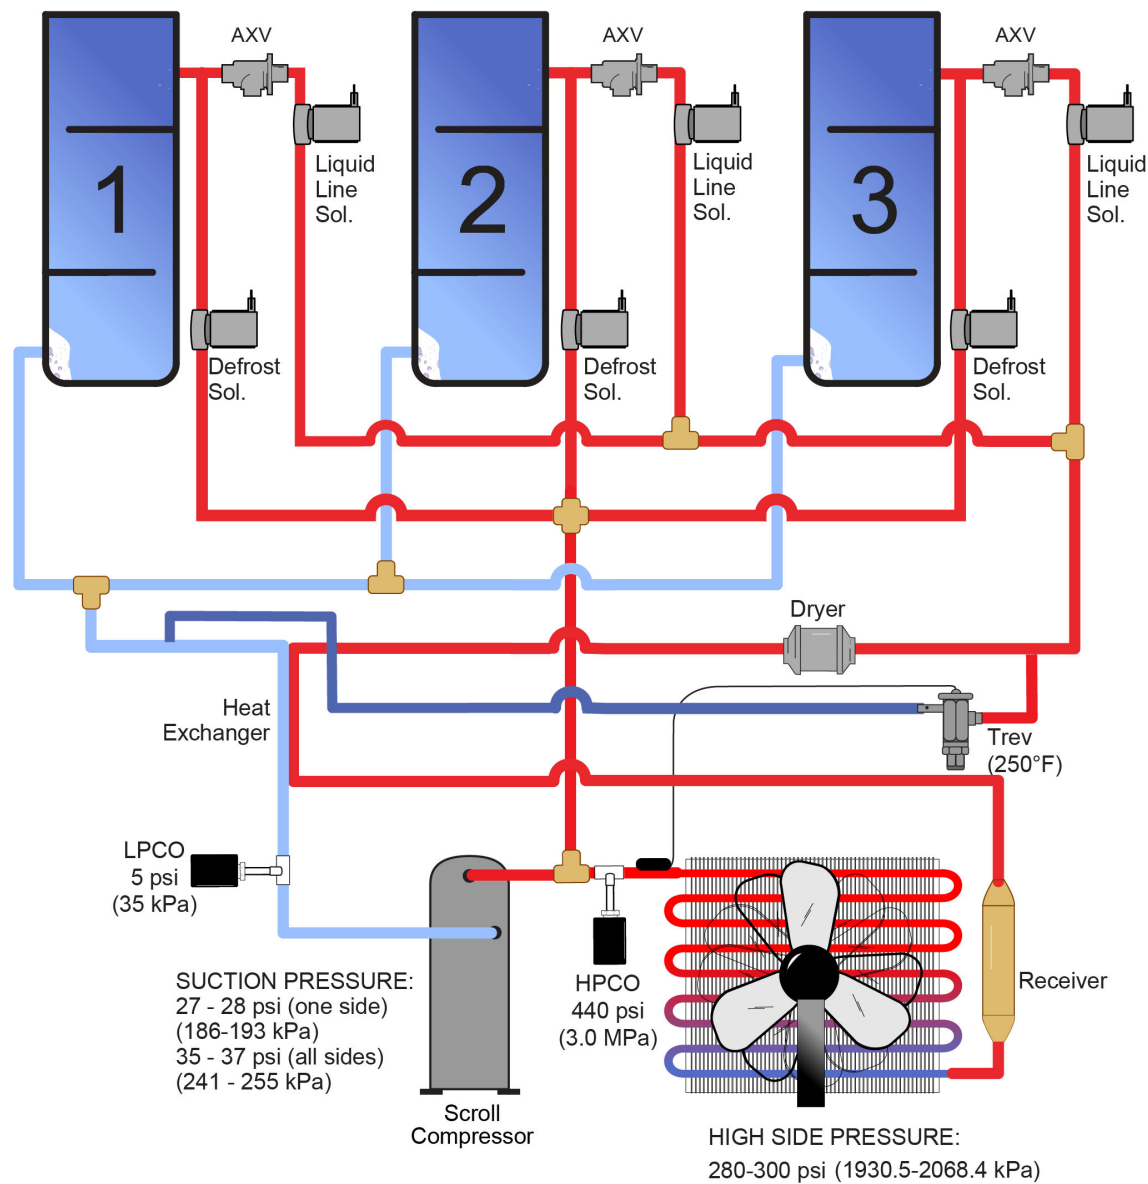 AXV
AXV
AXV
1
2
3
Liquid
Line
Sol.
Liquid
Line
Sol.
Liquid
Line
Sol.
Defrost
Sol.
Defrost
Sol.
Defrost
Sol.
Dryer
Heat
Exchanger
Trev
(250°F)
LPCO
5 psi
(35 kPa)
SUCTION PRESSURE:
27 - 28 psi (one side)
(186-193 kPa)
35 - 37 psi (all sides)
(241 - 255 kPa)
HPCO
440 psi
(3.0 MPa)
Receiver
Scroll
Compressor
HIGH SIDE PRESSURE:
280-300 psi (1930.5-2068.4 kPa)